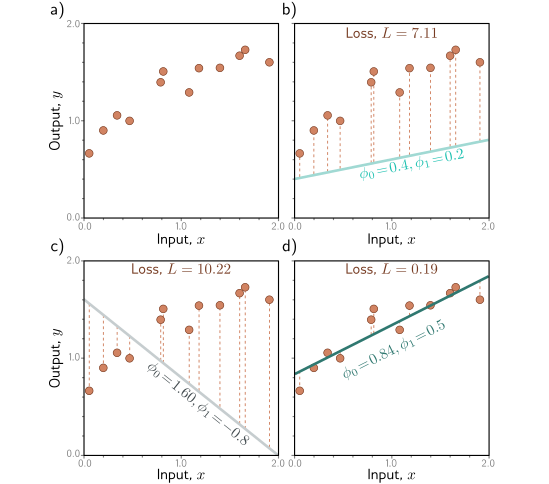 a)
2.0
1.0
0.0
0.0
1.0
2.0
Output, y
Input, x
b)
Loss, L = 7.11
ϕ₀=0.4, ϕ₁=0.2
0.0
1.0
2.0
Input, x
c)
Loss, L = 10.22
2.0
1.0
0.0
ϕ₀=1.60, ϕ₁=−0.8
0.0
1.0
2.0
Output, y
Input, x
d)
Loss, L = 0.19
ϕ₀=0.84, ϕ₁=0.5
0.0
1.0
2.0
Input, x